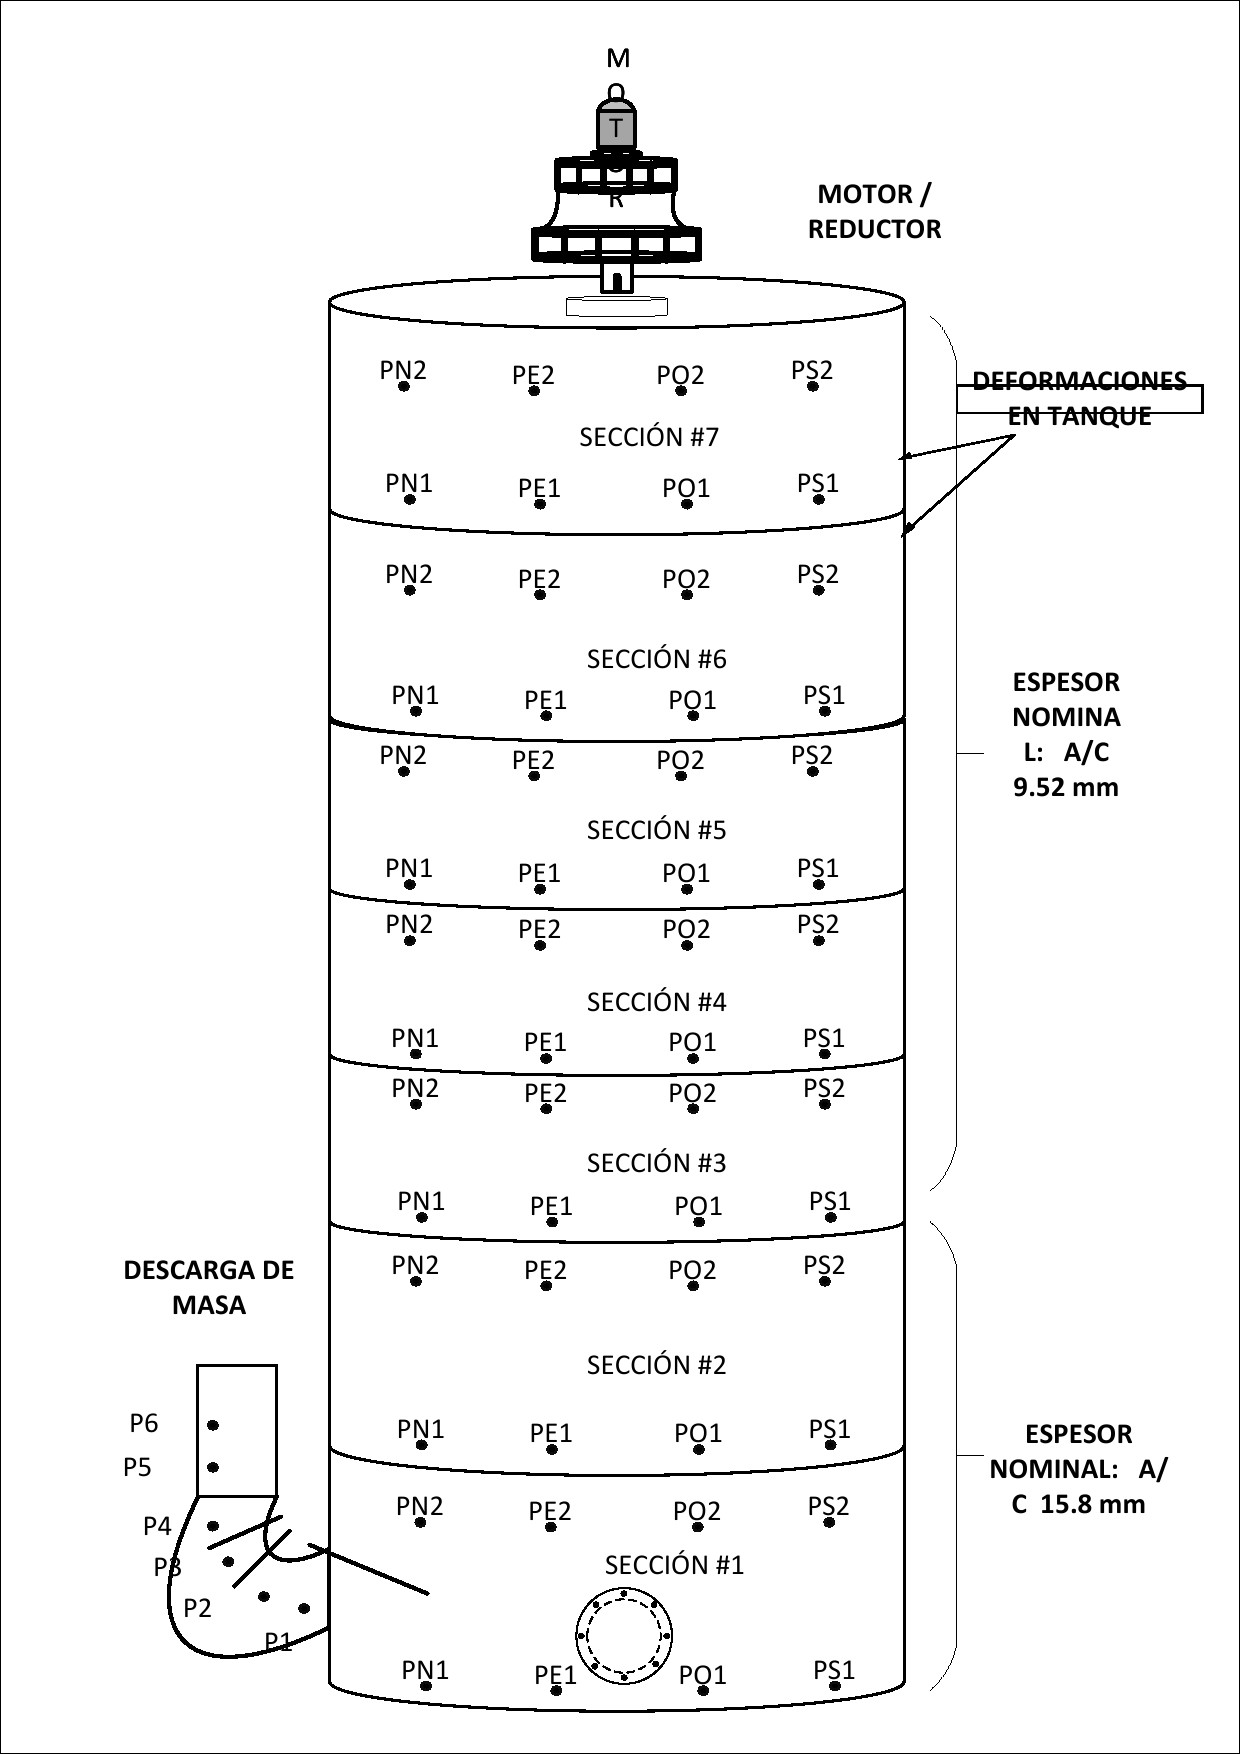 M
T
O
R
MOTOR /
REDUCTOR
PN2 PE2 PO2 PS2
DEFORMACIONES
EN TANQUE
SECCIÓN #7
PN1 PE1 PO1 PS1
PN2 PE2 PO2 PS2
SECCIÓN #6
PN1 PE1 PO1 PS1
ESPESOR
NOMINA
L: A/C
9.52 mm
PN2 PE2 PO2 PS2
SECCIÓN #5
PN1 PE1 PO1 PS1
PN2 PE2 PO2 PS2
SECCIÓN #4
PN1 PE1 PO1 PS1
PN2 PE2 PO2 PS2
SECCIÓN #3
PN1 PE1 PO1 PS1
DESCARGA DE
MASA
PN2 PE2 PO2 PS2
SECCIÓN #2
PN1 PE1 PO1 PS1
ESPESOR
NOMINAL: A/
C 15.8 mm
P6
P5
P4
P3
P2
P1
PN2 PE2 PO2 PS2
SECCIÓN #1
PN1 PE1 PO1 PS1